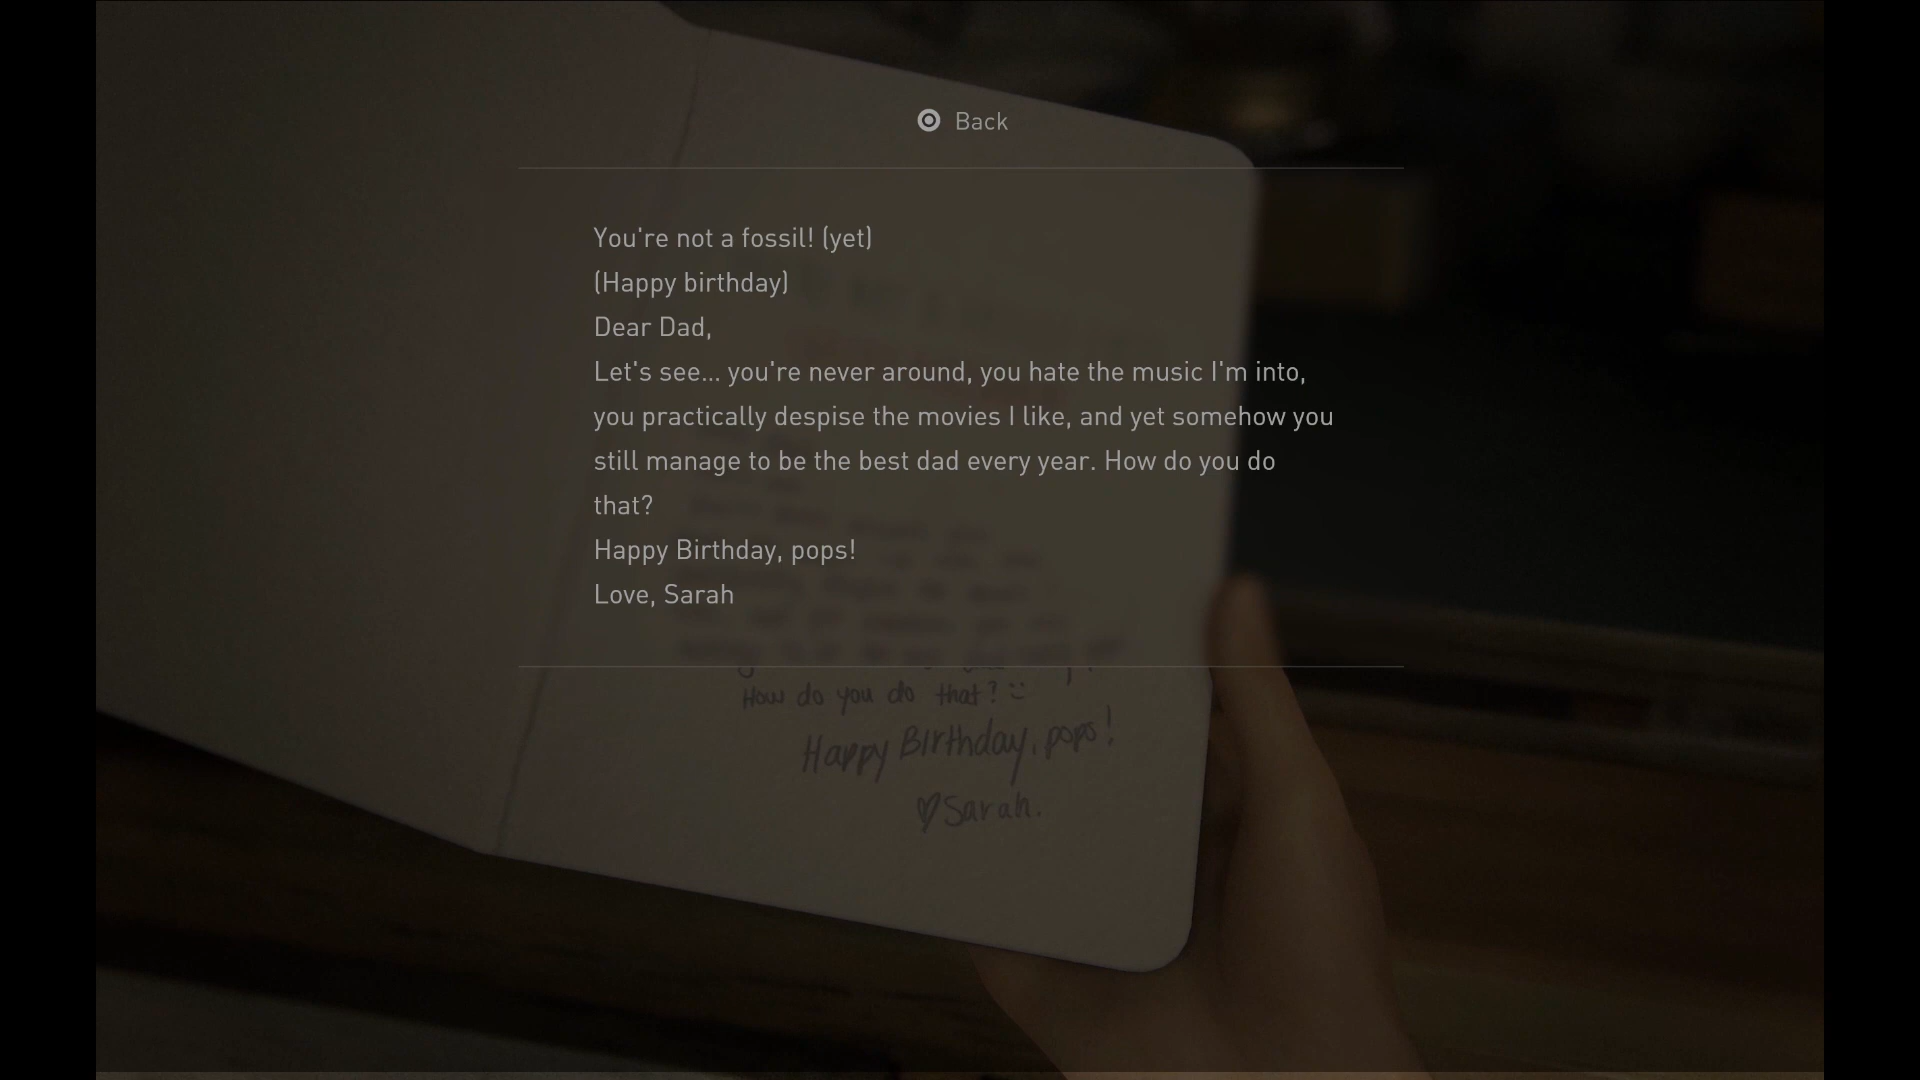 Back
You're not a fossil! (yet)
(Happy birthday)
Dear Dad,
Let's see... you're never around, you hate the music I'm into,
you practically despise the movies I like, and yet somehow you
still manage to be the best dad every year. How do you do
that?
Happy Birthday, pops!
Love, Sarah
How do you do that?
Happy Birthday, pops!
Sarah.